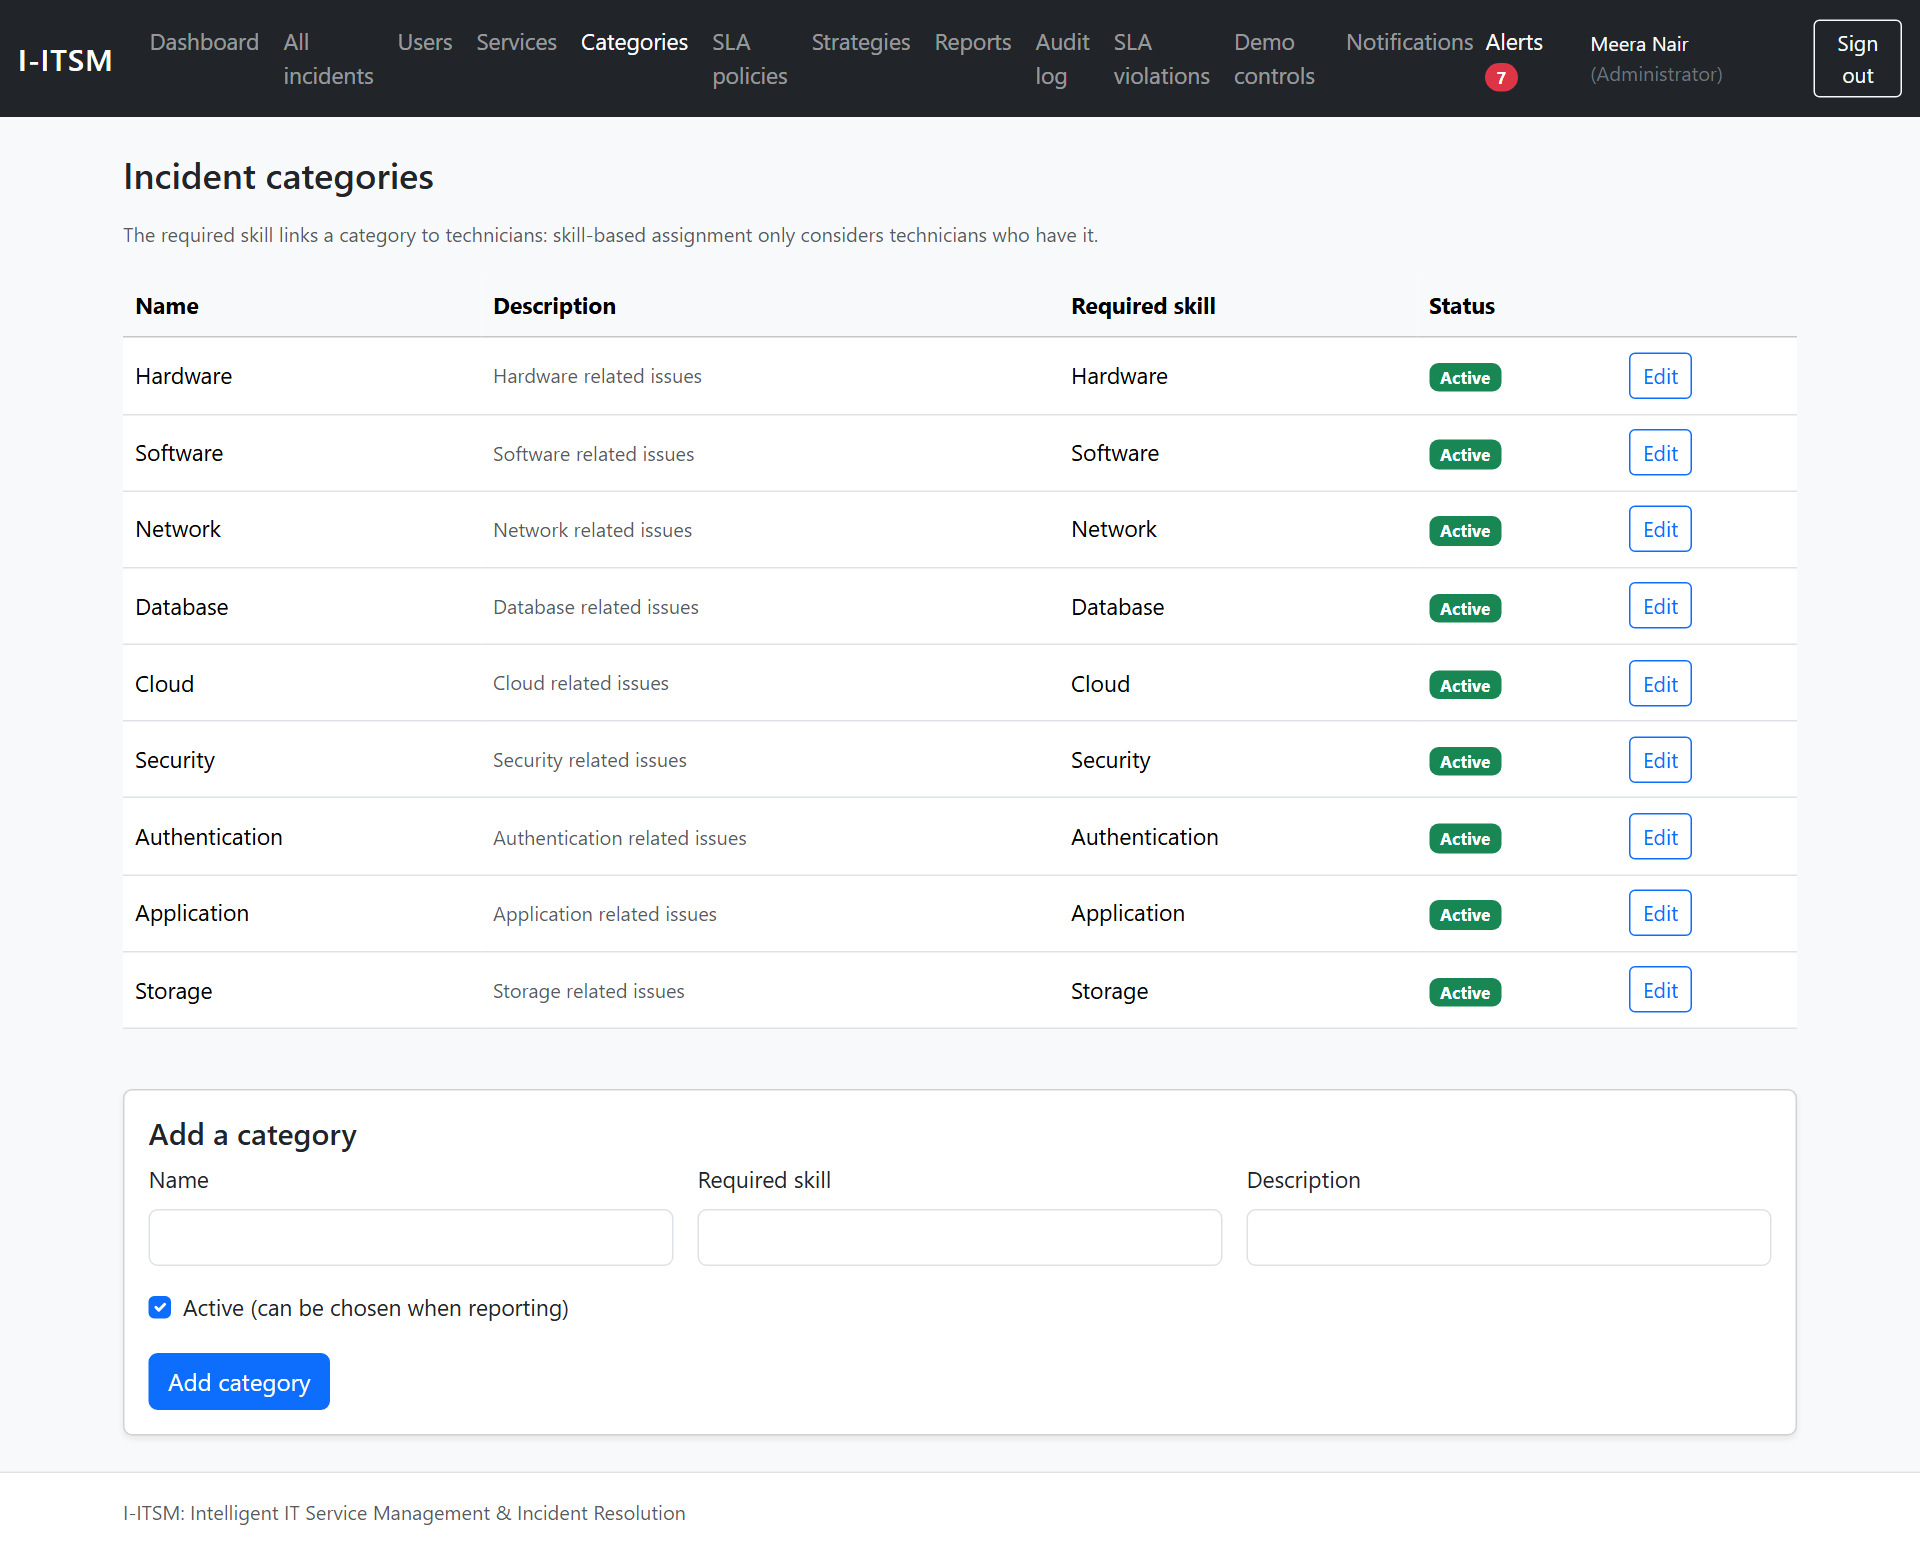 I-ITSM
Dashboard
All incidents
Users
Services
Categories
SLA policies
Strategies
Reports
Audit log
SLA violations
Demo controls
Notifications
Alerts 7
Meera Nair (Administrator)
Sign out
Incident categories
The required skill links a category to technicians: skill-based assignment only considers technicians who have it.
Name Description Required skill Status
Hardware Hardware related issues Hardware Active Edit
Software Software related issues Software Active Edit
Network Network related issues Network Active Edit
Database Database related issues Database Active Edit
Cloud Cloud related issues Cloud Active Edit
Security Security related issues Security Active Edit
Authentication Authentication related issues Authentication Active Edit
Application Application related issues Application Active Edit
Storage Storage related issues Storage Active Edit
Add a category
Name Required skill Description
Active (can be chosen when reporting)
Add category
I-ITSM: Intelligent IT Service Management & Incident Resolution